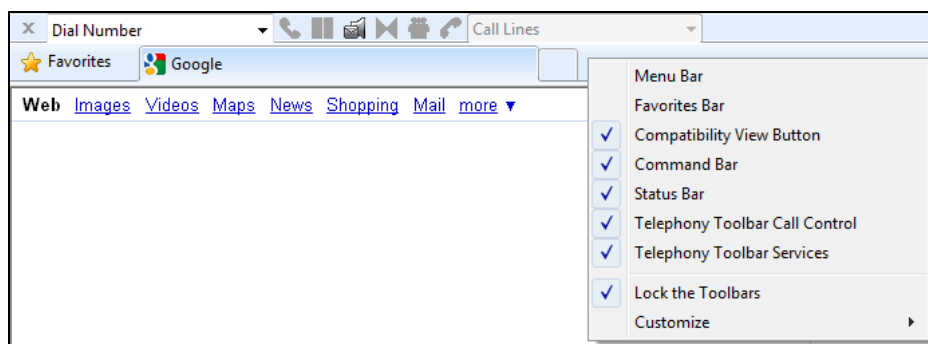 Dial Number Call Lines
Favorites Google
Web Images Videos Maps News Shopping Mail more ▼
Menu Bar
Favorites Bar
Compatibility View Button
Command Bar
Status Bar
Telephony Toolbar Call Control
Telephony Toolbar Services
Lock the Toolbars
Customize